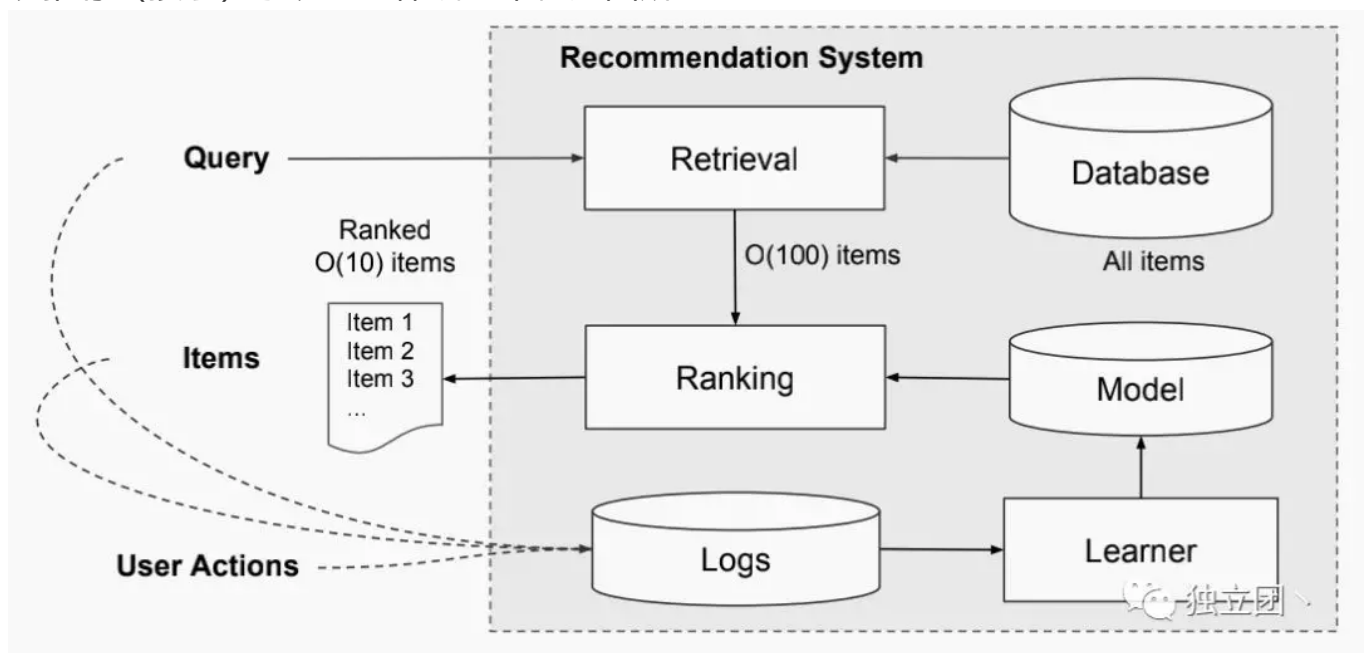 Recommendation System
Query
Retrieval
Database
Ranked
O(10) items
O(100) items
All items
Item 1
Item 2
Item 3
...
Items
Ranking
Model
User Actions
Logs
Learner
独立团丶